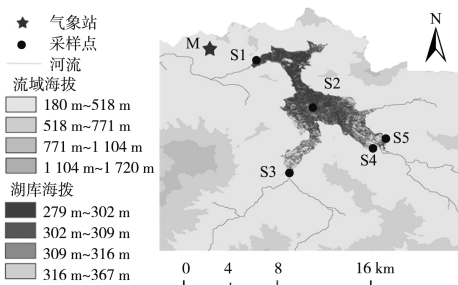 M
气象站
采样点
河流
流域海拔
180 m~518 m
518 m~771 m
771 m~1 104 m
1 104 m~1 720 m
湖库海拨
279 m~302 m
302 m~309 m
309 m~316 m
316 m~367 m
N
S1
S2
S3
S4
S5
0 4 8 16 km